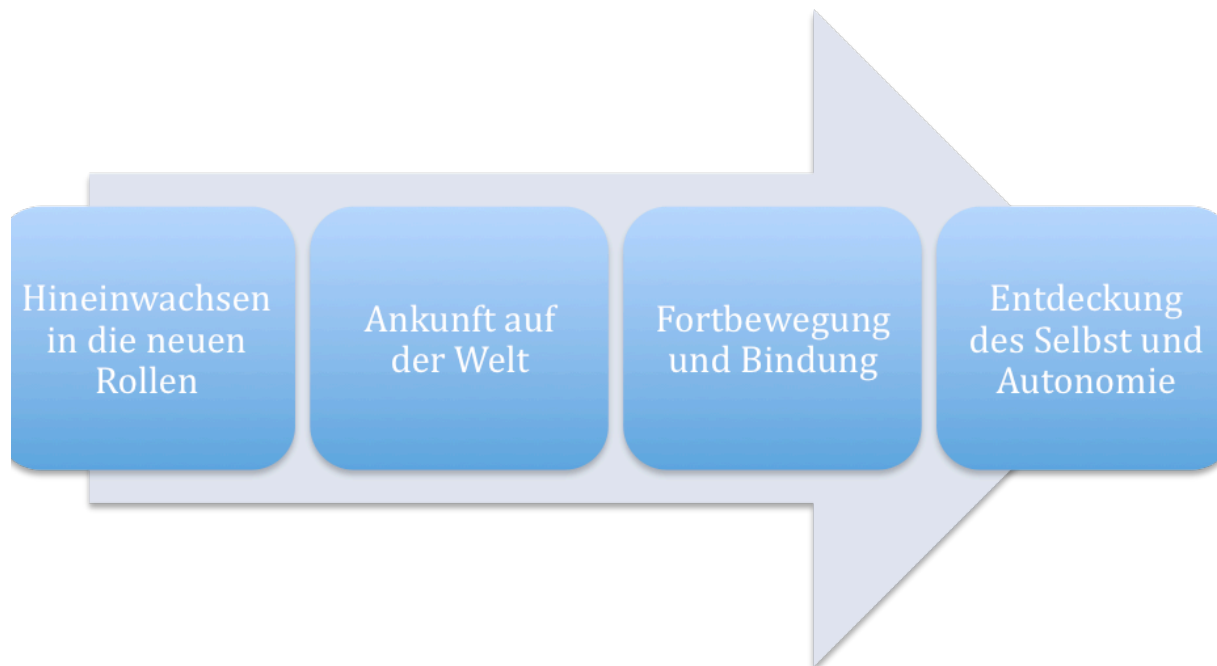 Hineinwachsen
in die neuen
Rollen
Ankunft auf
der Welt
Fortbewegung
und Bindung
Entdeckung
des Selbst und
Autonomie